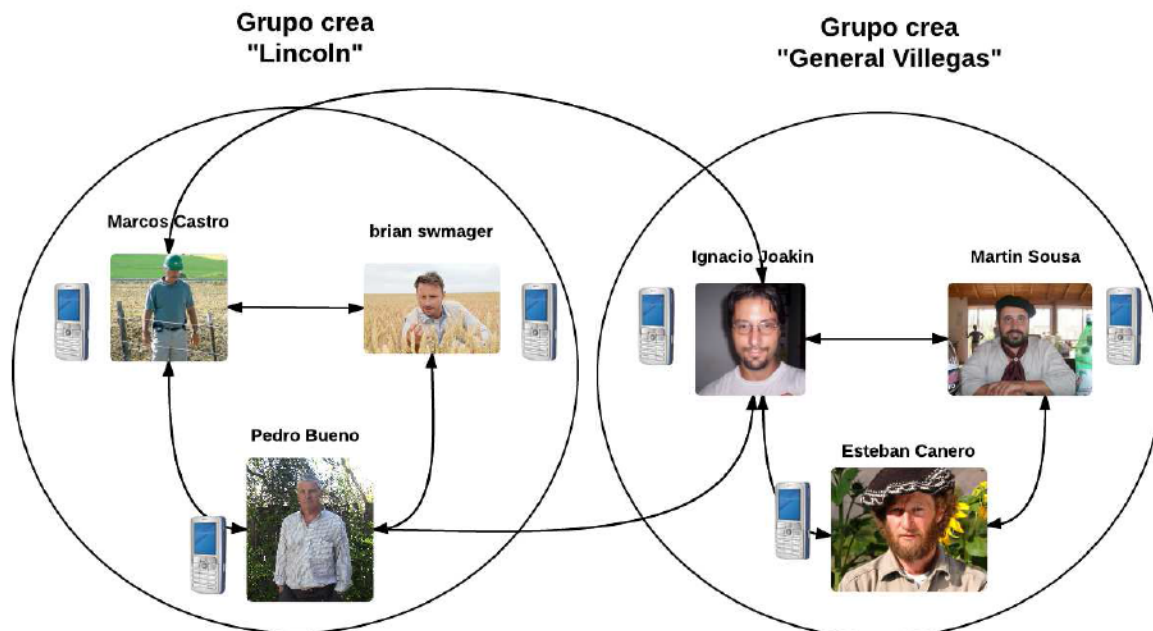 Grupo crea
"Lincoln"
Grupo crea
"General Villegas"
Marcos Castro
brian swmager
Ignacio Joakin
Martin Sousa
Pedro Bueno
Esteban Canero